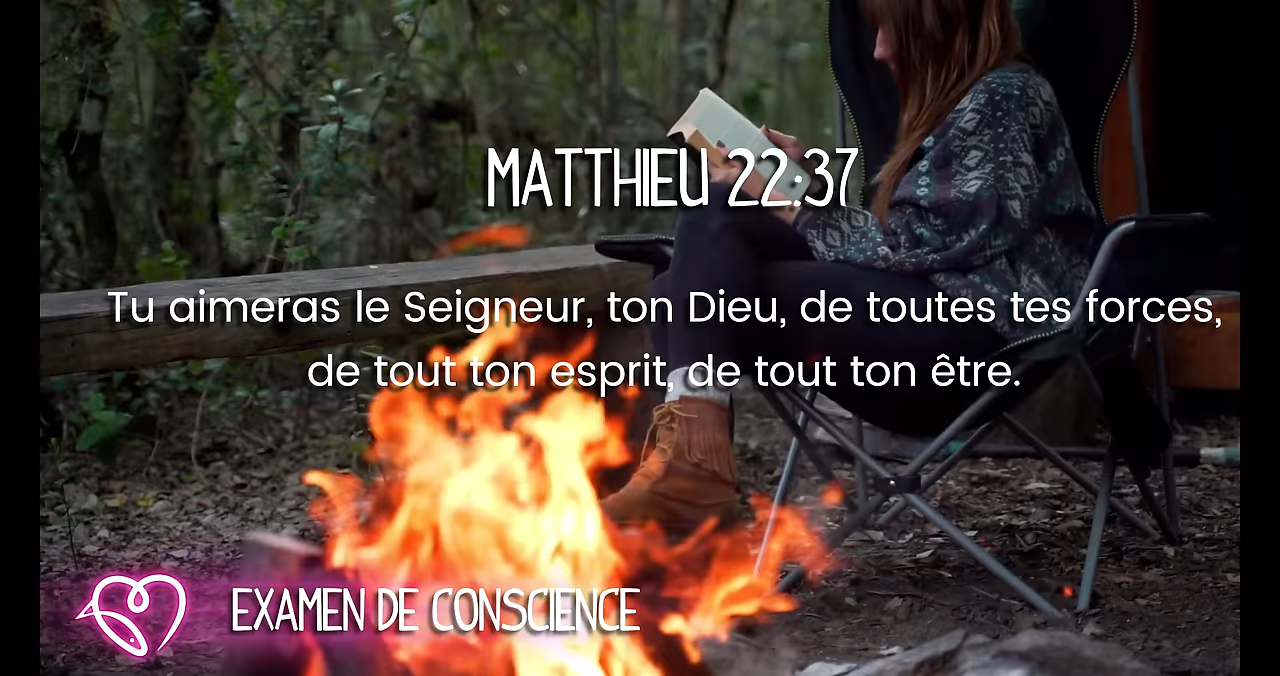 MATTHIEU 22:37
Tu aimeras le Seigneur, ton Dieu, de toutes tes forces,
de tout ton esprit, de tout ton être.
EXAMEN DE CONSCIENCE